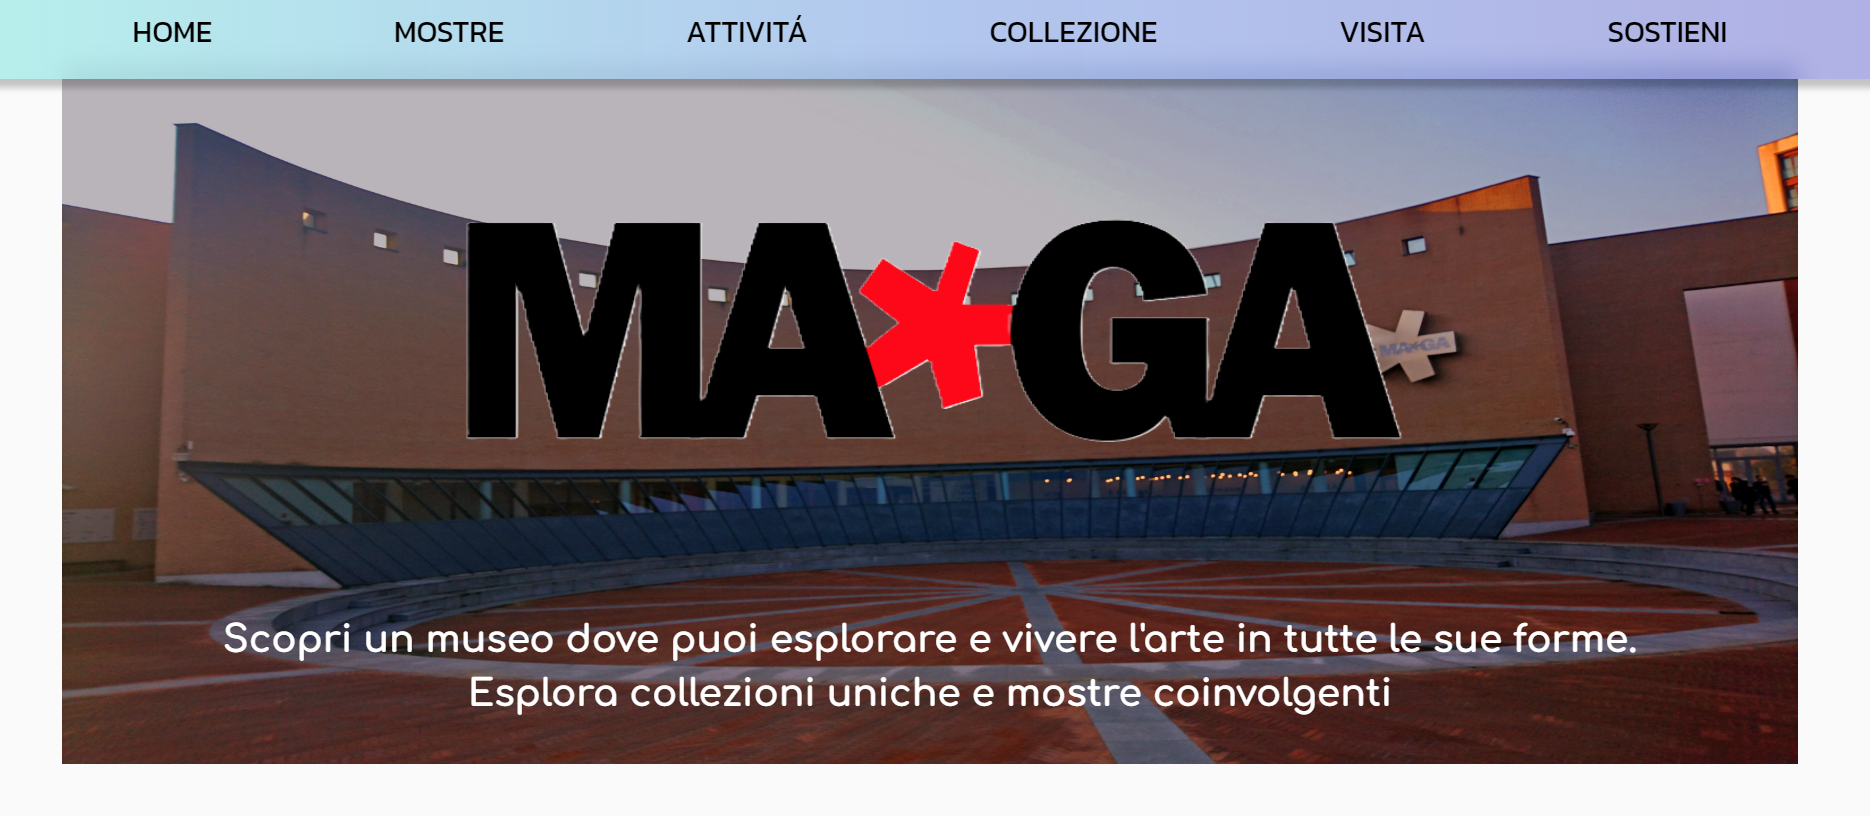 HOME MOSTRE ATTIVITÁ COLLEZIONE VISITA SOSTIENI
MA*GA
MA*GA
Scopri un museo dove puoi esplorare e vivere l'arte in tutte le sue forme.
Esplora collezioni uniche e mostre coinvolgenti